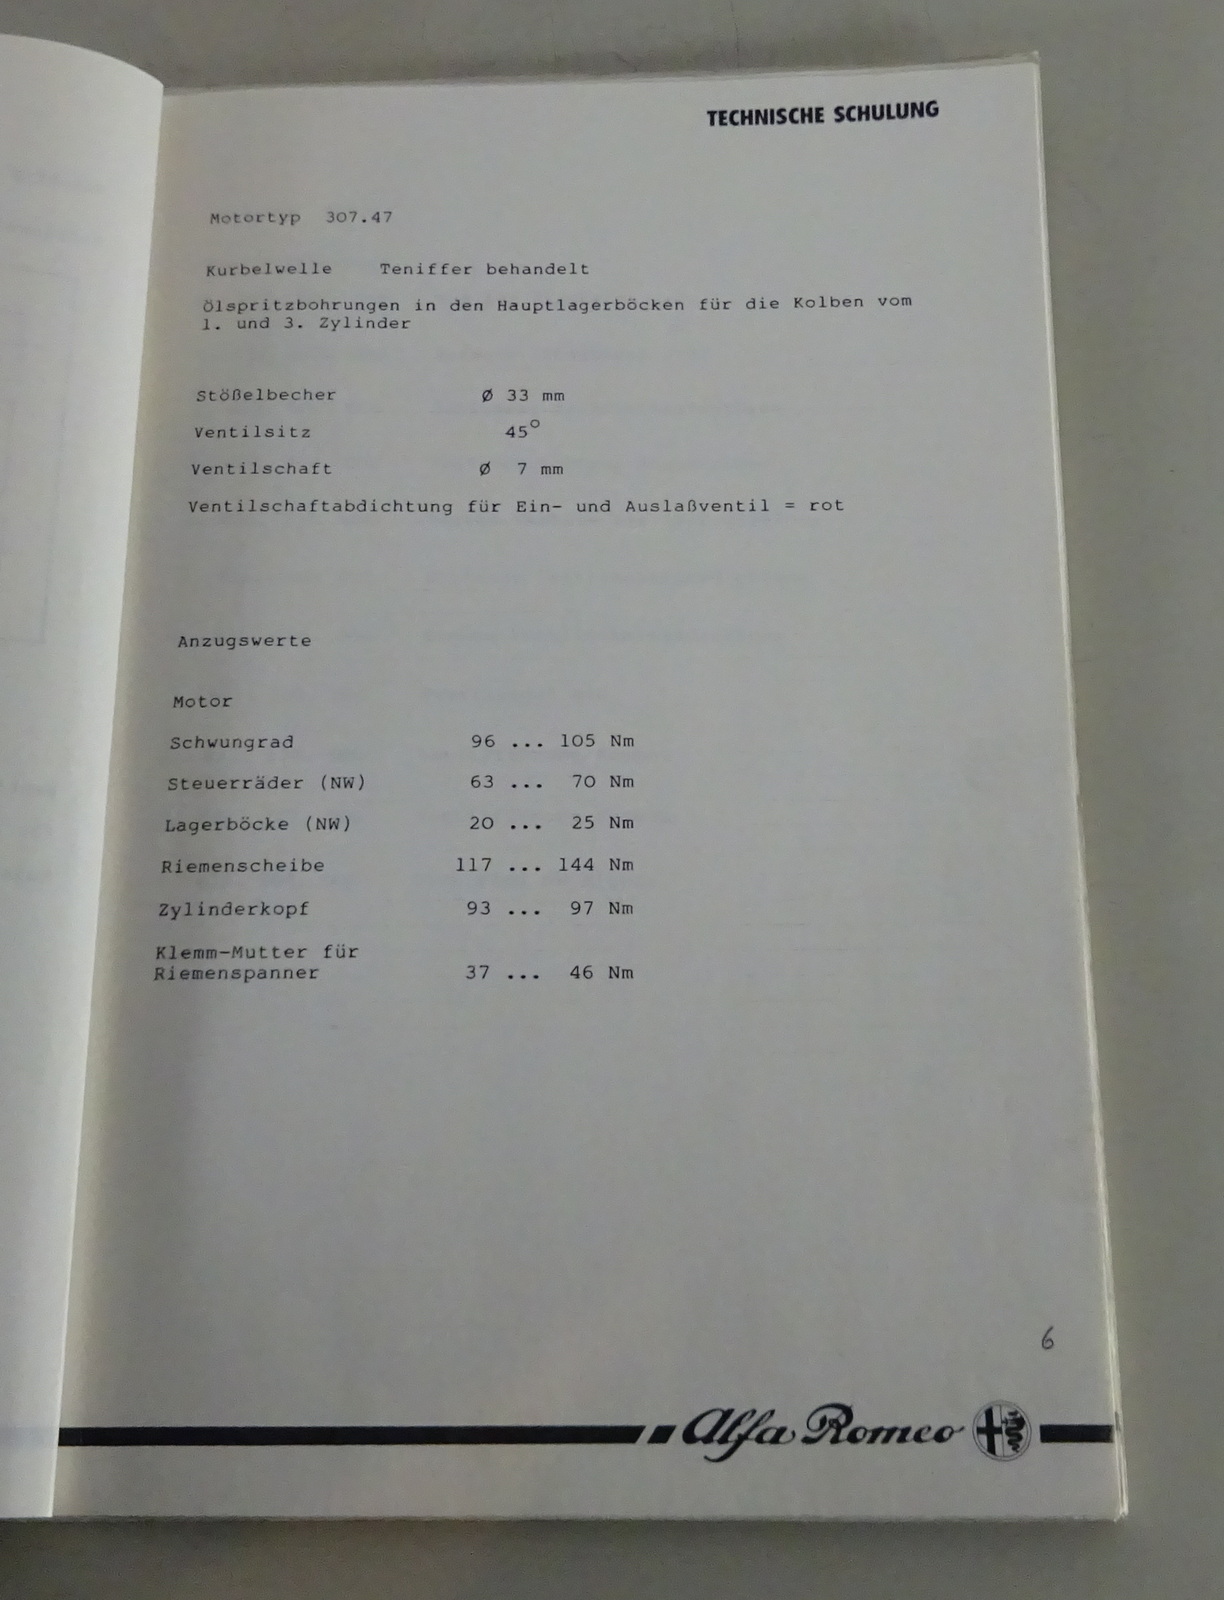 TECHNISCHE SCHULUNG
Motortyp 307.47
Kurbelwelle Teniffer behandelt
Ölspritzbohrungen in den Hauptlagerböcken für die Kolben vom
1. und 3. Zylinder
Stößelbecher Ø 33 mm
Ventilsitz 45°
Ventilschaft Ø 7 mm
Ventilschaftabdichtung für Ein- und Auslaßventil = rot
Anzugswerte
Motor
Schwungrad 96 ... 105 Nm
Steuerräder (NW) 63 ... 70 Nm
Lagerböcke (NW) 20 ... 25 Nm
Riemenscheibe 117 ... 144 Nm
Zylinderkopf 93 ... 97 Nm
Klemm-Mutter für
Riemenspanner 37 ... 46 Nm
6
Alfa Romeo